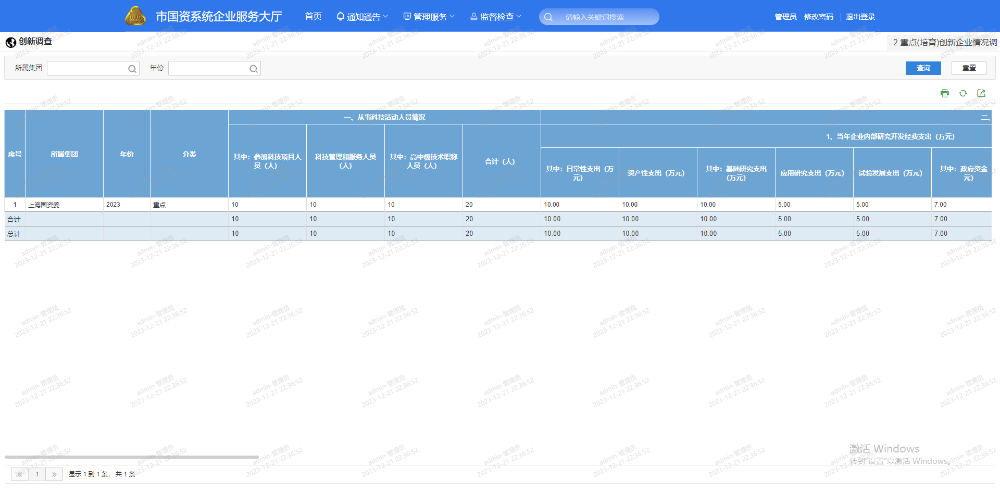 市国资系统企业服务大厅
首页
通知通告
管理服务
监督检查
请输入关键词搜索
管理员
修改密码
退出登录
创新调查
2 重点(培育)创新企业情况调
所属集团
年份
查询
重置
序号
所属集团
年份
分类
一、从事科技活动人员情况
二、
其中：参加科技项目人员（人）
科技管理和服务人员（人）
其中：高中级技术职称人员（人）
合计（人）
1、当年企业内部研究开发经费支出（万元）
其中：日常性支出（万元）
资产性支出（万元）
其中：基础研究支出（万元）
应用研究支出（万元）
试验发展支出（万元）
其中：政府资金
元）
1 上海国资委 2023 重点 10 10 10 20 10.00 10.00 10.00 5.00 5.00 7.00
合计 10 10 10 20 10.00 10.00 10.00 5.00 5.00 7.00
总计 10 10 10 20 10.00 10.00 10.00 5.00 5.00 7.00
« 1 » 显示 1 到 1 条， 共 1 条
激活 Windows
转到"设置"以激活 Windows。
admin-管理员
2023-12-21 22:36:52